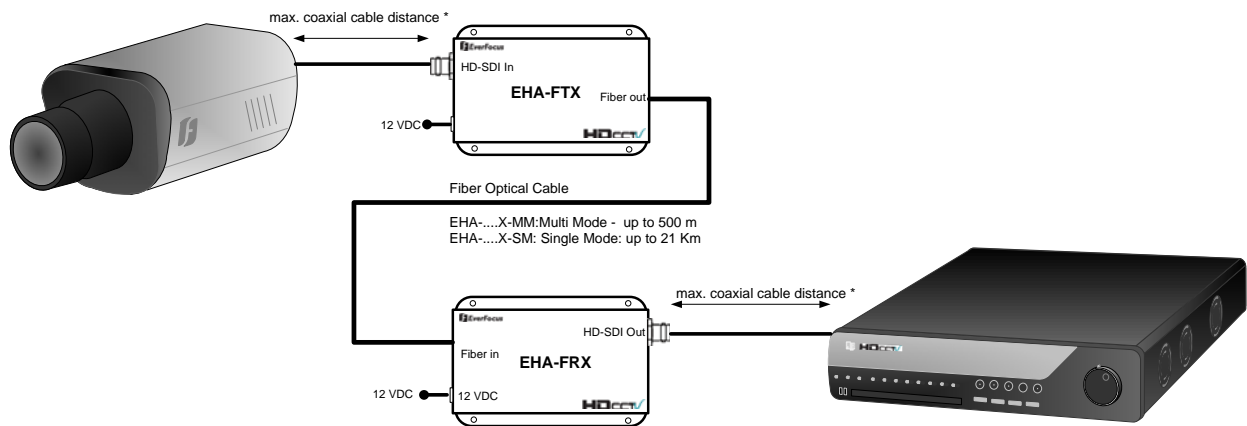 max. coaxial cable distance *
EverFocus
HD-SDI In
EHA-FTX
Fiber out
12 VDC
HDcctv
Fiber Optical Cable
EHA-....X-MM:Multi Mode - up to 500 m
EHA-....X-SM: Single Mode: up to 21 Km
max. coaxial cable distance *
EverFocus
HD-SDI Out
Fiber in
EHA-FRX
12 VDC
12 VDC
HDcctv
HDcctv